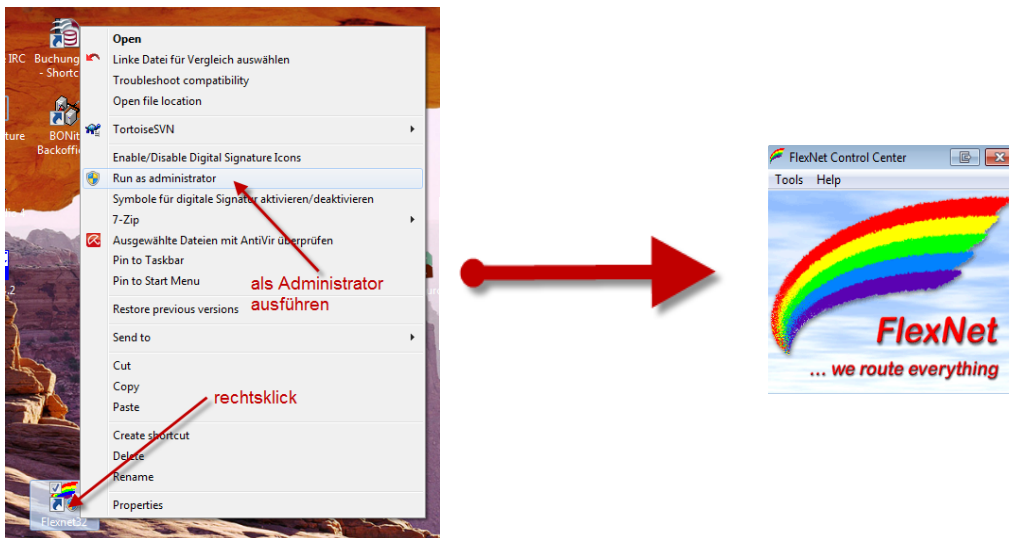 IRC
Buchung
- Shortc
ture
BONit
Backoffi
.2
Flexnet32
Open
Linke Datei für Vergleich auswählen
Troubleshoot compatibility
Open file location
TortoiseSVN
Enable/Disable Digital Signature Icons
Run as administrator
Symbole für digitale Signatur aktivieren/deaktivieren
7-Zip
Ausgewählte Dateien mit AntiVir überprüfen
Pin to Taskbar
Pin to Start Menu
als Administrator
ausführen
Restore previous versions
Send to
Cut
Copy
rechtsklick
Paste
Create shortcut
Delete
Rename
Properties
FlexNet Control Center
Tools Help
FlexNet
... we route everything